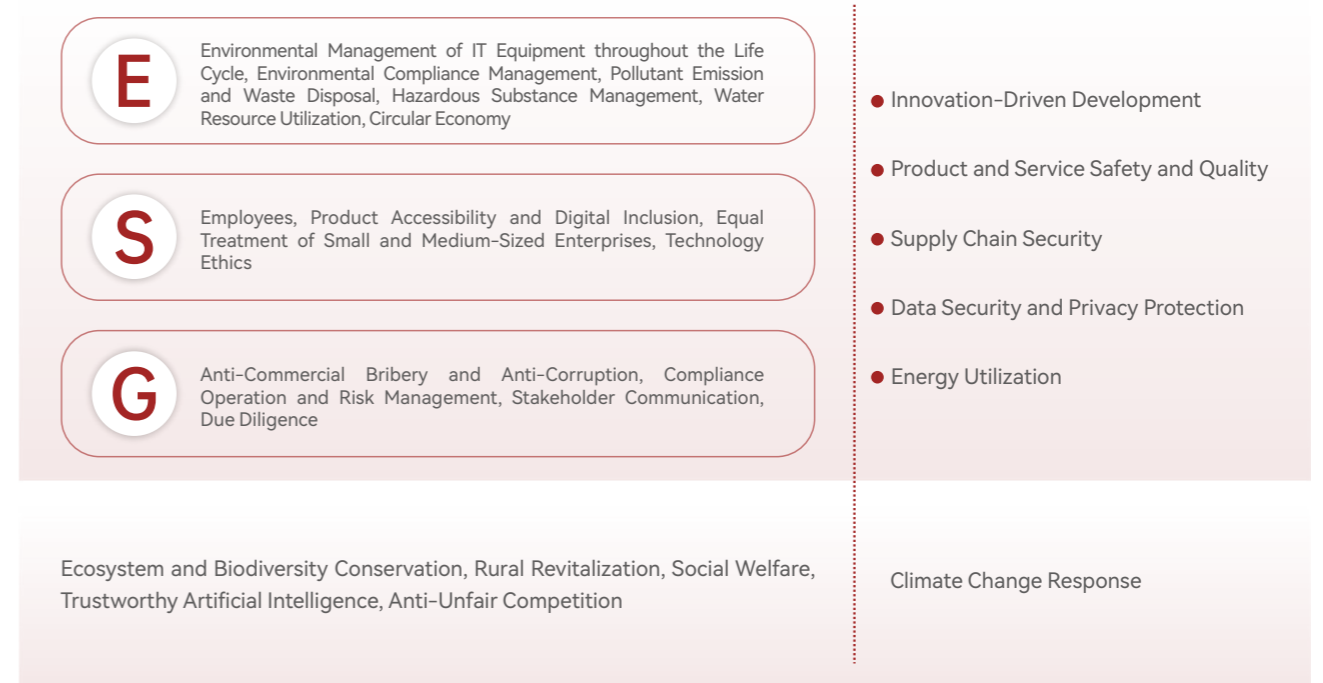 E
Environmental Management of IT Equipment throughout the Life
Cycle, Environmental Compliance Management, Pollutant Emission
and Waste Disposal, Hazardous Substance Management, Water
Resource Utilization, Circular Economy
S
Employees, Product Accessibility and Digital Inclusion, Equal
Treatment of Small and Medium-Sized Enterprises, Technology
Ethics
G
Anti-Commercial Bribery and Anti-Corruption, Compliance
Operation and Risk Management, Stakeholder Communication,
Due Diligence
Innovation-Driven Development
Product and Service Safety and Quality
Supply Chain Security
Data Security and Privacy Protection
Energy Utilization
Ecosystem and Biodiversity Conservation, Rural Revitalization, Social Welfare,
Trustworthy Artificial Intelligence, Anti-Unfair Competition
Climate Change Response